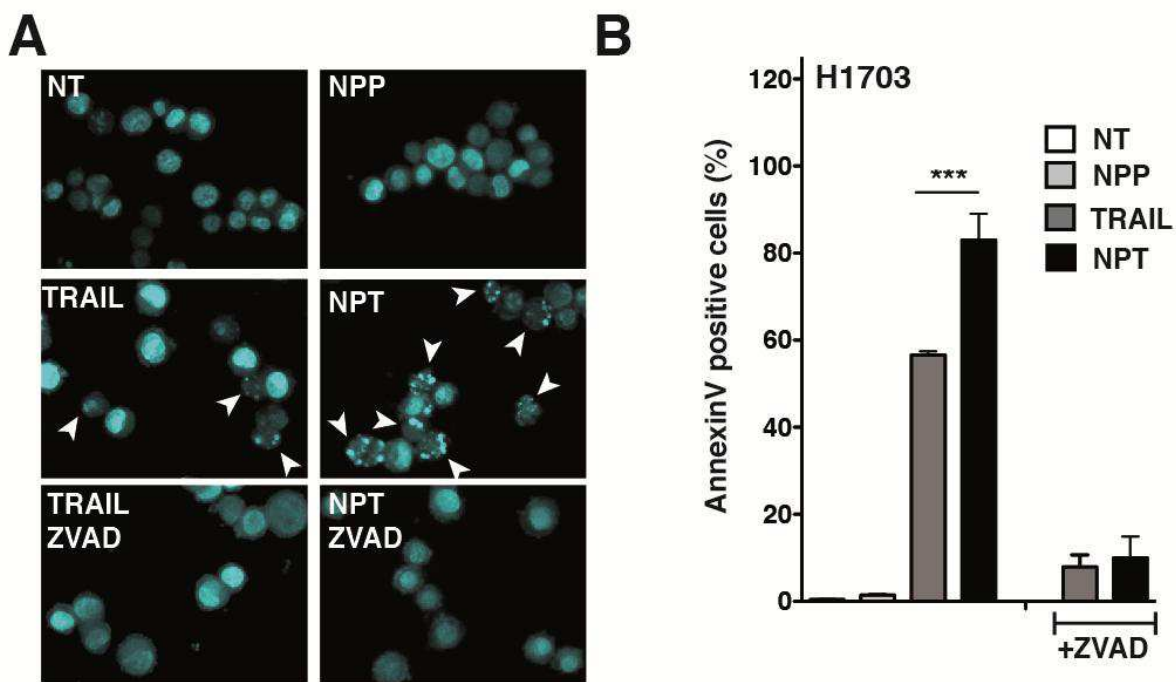 A
NT
NPP
TRAIL
NPT
TRAIL
ZVAD
NPT
ZVAD
B
H1703
AnnexinV positive cells (%)
120
100
80
60
40
20
0
***
NT
NPP
TRAIL
NPT
+ZVAD